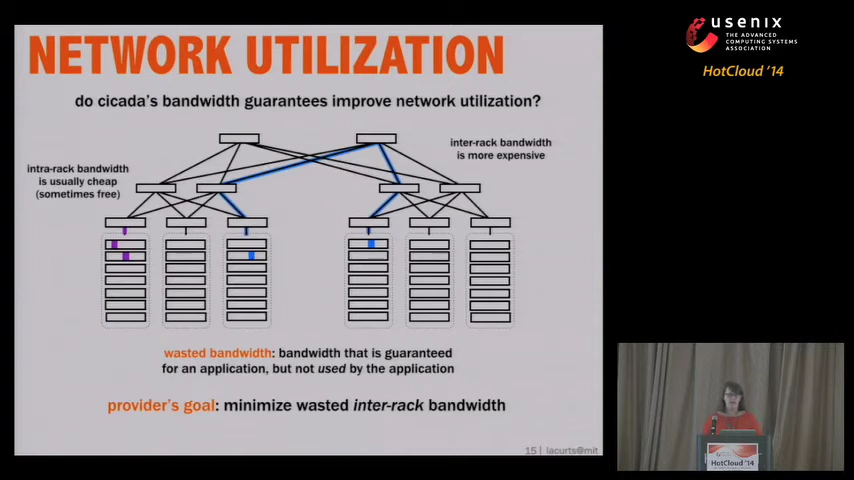 NETWORK UTILIZATION
do cicada's bandwidth guarantees improve network utilization?
intra-rack bandwidth
is usually cheap
(sometimes free)
inter-rack bandwidth
is more expensive
wasted bandwidth: bandwidth that is guaranteed
for an application, but not used by the application
provider's goal: minimize wasted inter-rack bandwidth
15 | lacurts@mit
usenix
THE ADVANCED
COMPUTING SYSTEMS
ASSOCIATION
HotCloud '14
HotCloud '14